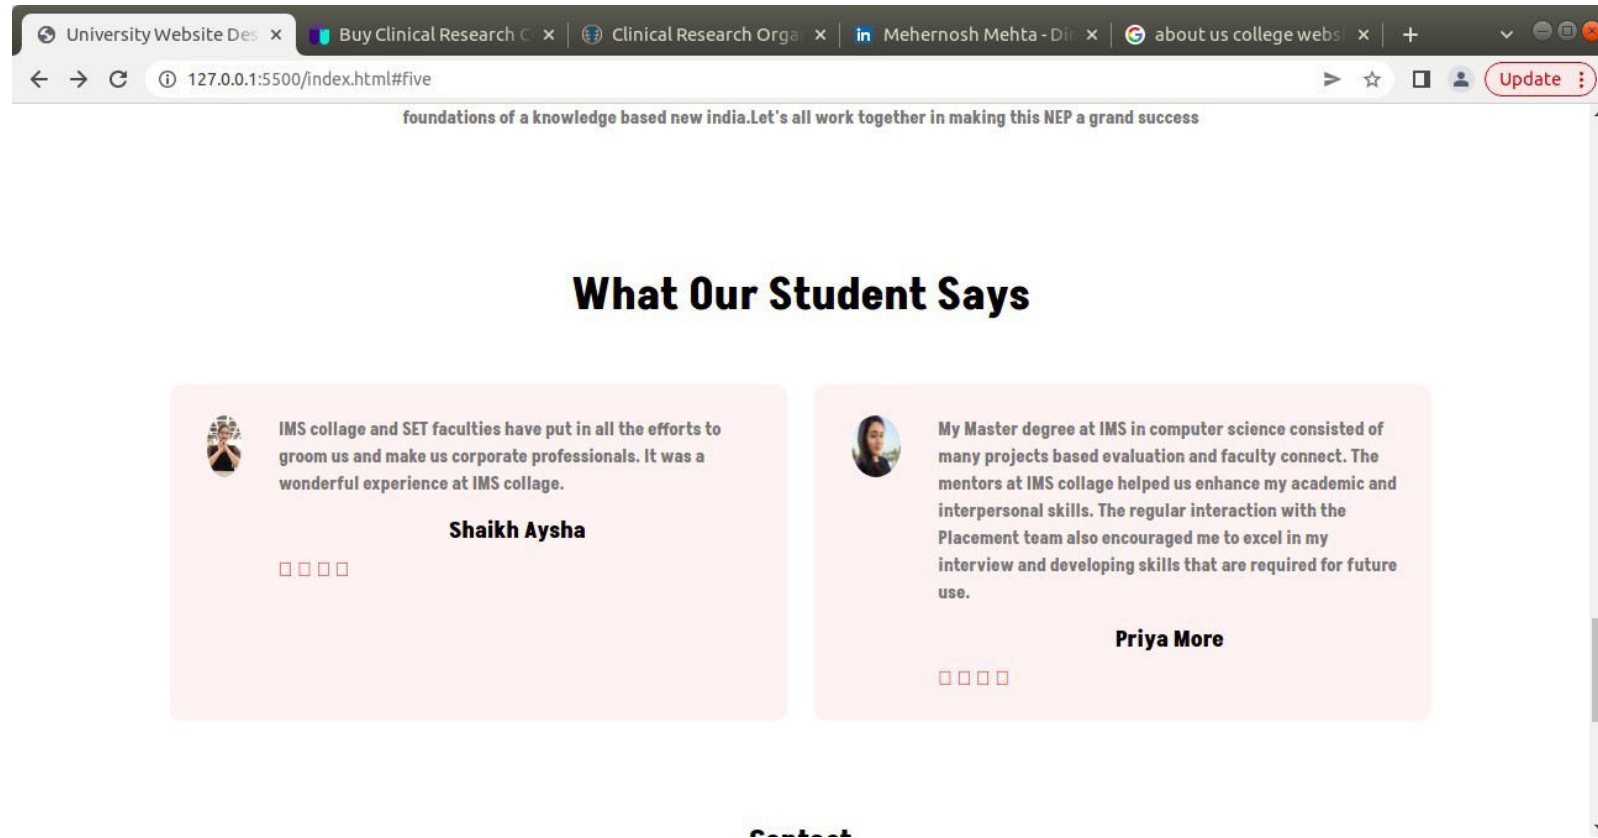 University Website Des
Buy Clinical Research C
Clinical Research Orga
Mehernosh Mehta - Dir
about us college websi
127.0.0.1:5500/index.html#five
Update
foundations of a knowledge based new india.Let's all work together in making this NEP a grand success
What Our Student Says
IMS collage and SET faculties have put in all the efforts to
groom us and make us corporate professionals. It was a
wonderful experience at IMS collage.
Shaikh Aysha
My Master degree at IMS in computer science consisted of
many projects based evaluation and faculty connect. The
mentors at IMS collage helped us enhance my academic and
interpersonal skills. The regular interaction with the
Placement team also encouraged me to excel in my
interview and developing skills that are required for future
use.
Priya More
Contact